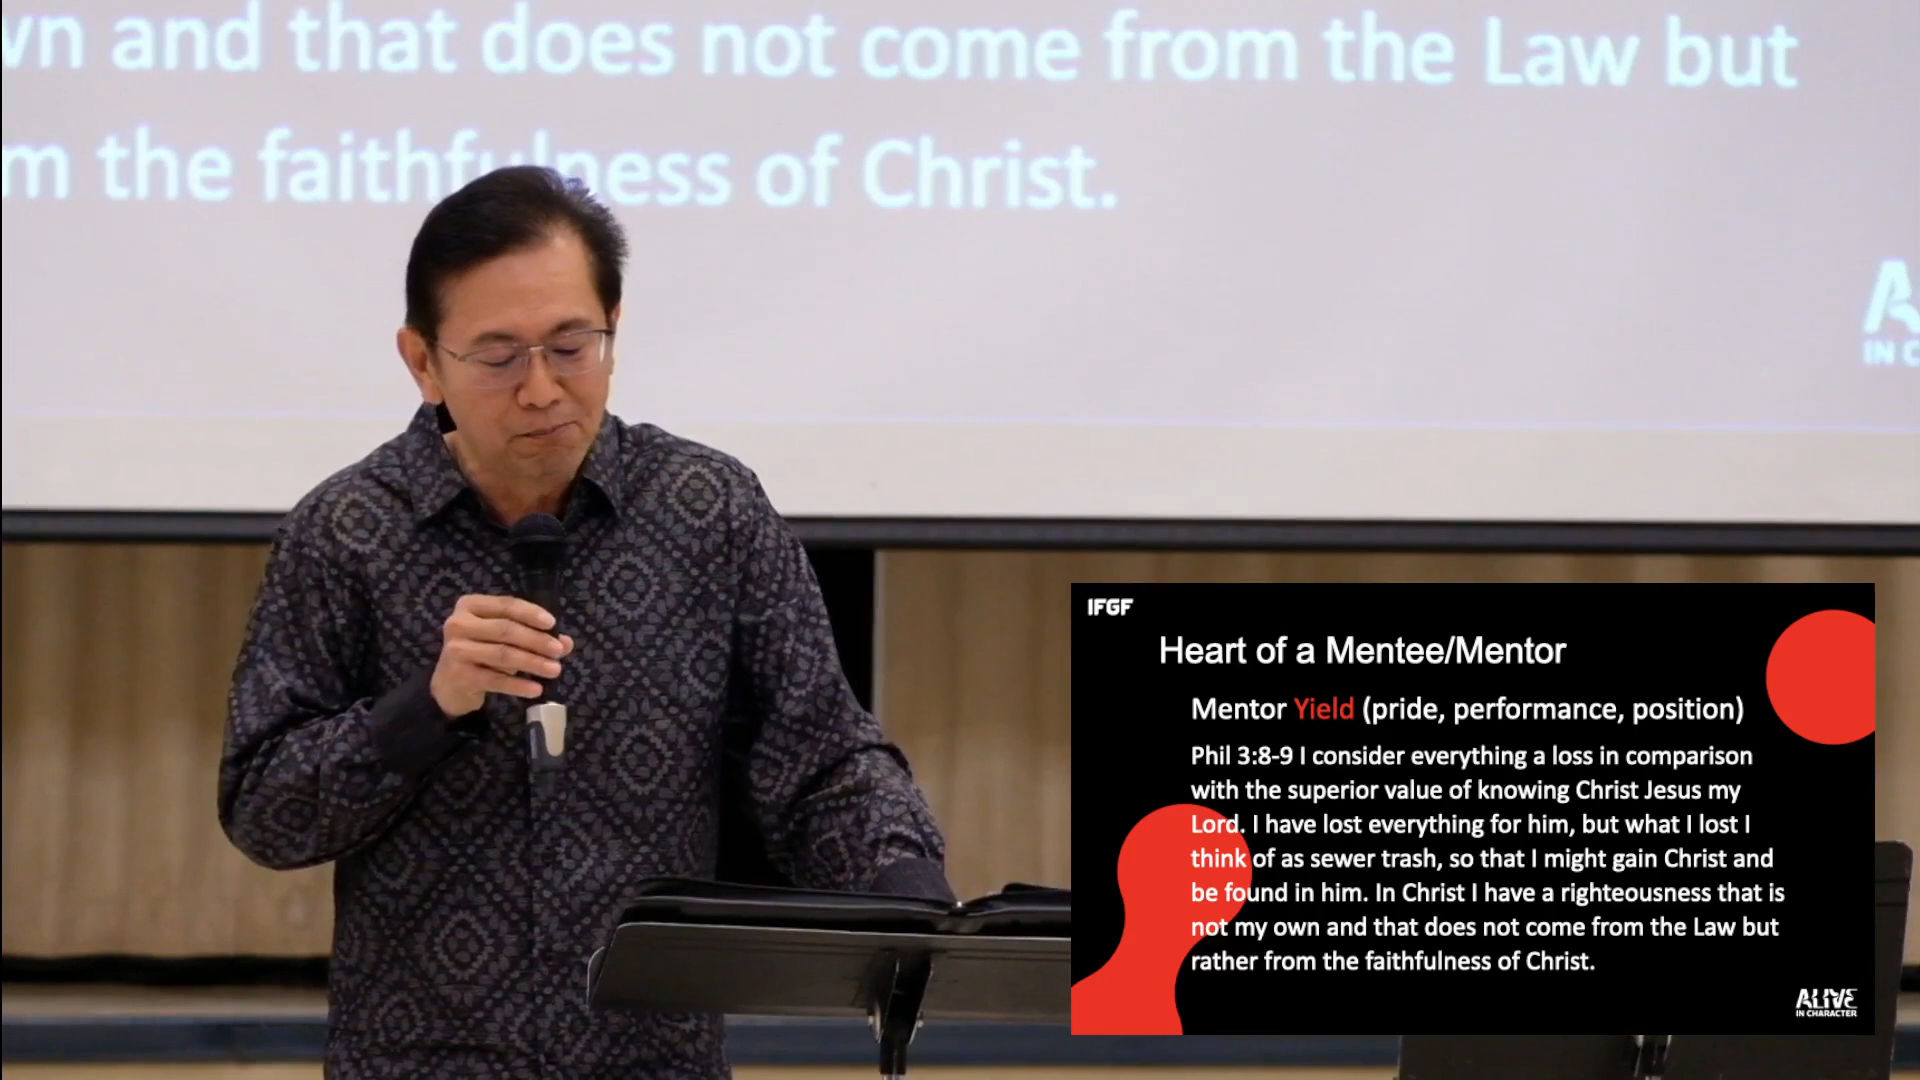 wn and that does not come from the Law but
m the faithfulness of Christ.
IN C
IFGF
Heart of a Mentee/Mentor
Mentor Yield (pride, performance, position)
Phil 3:8-9 I consider everything a loss in comparison
with the superior value of knowing Christ Jesus my
Lord. I have lost everything for him, but what I lost I
think of as sewer trash, so that I might gain Christ and
be found in him. In Christ I have a righteousness that is
not my own and that does not come from the Law but
rather from the faithfulness of Christ.
ALIVE
IN CHARACTER